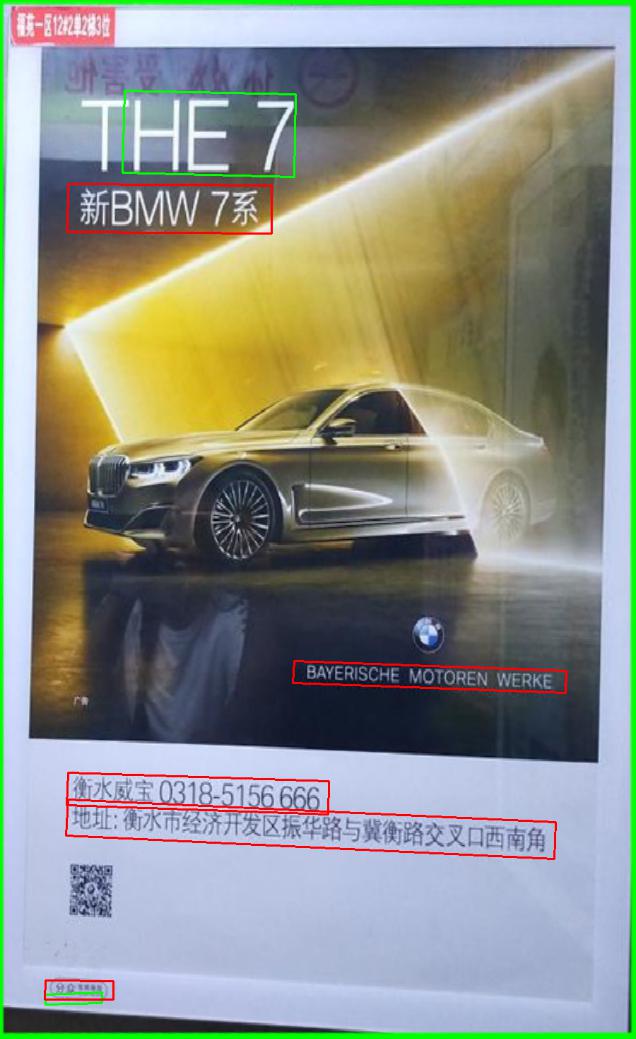 福苑一区12#2单2梯3位
THE 7
新BMW 7系
BAYERISCHE MOTOREN WERKE
广告
衡水威宝 0318-5156 666
地址: 衡水市经济开发区振华路与冀衡路交叉口西南角
分众